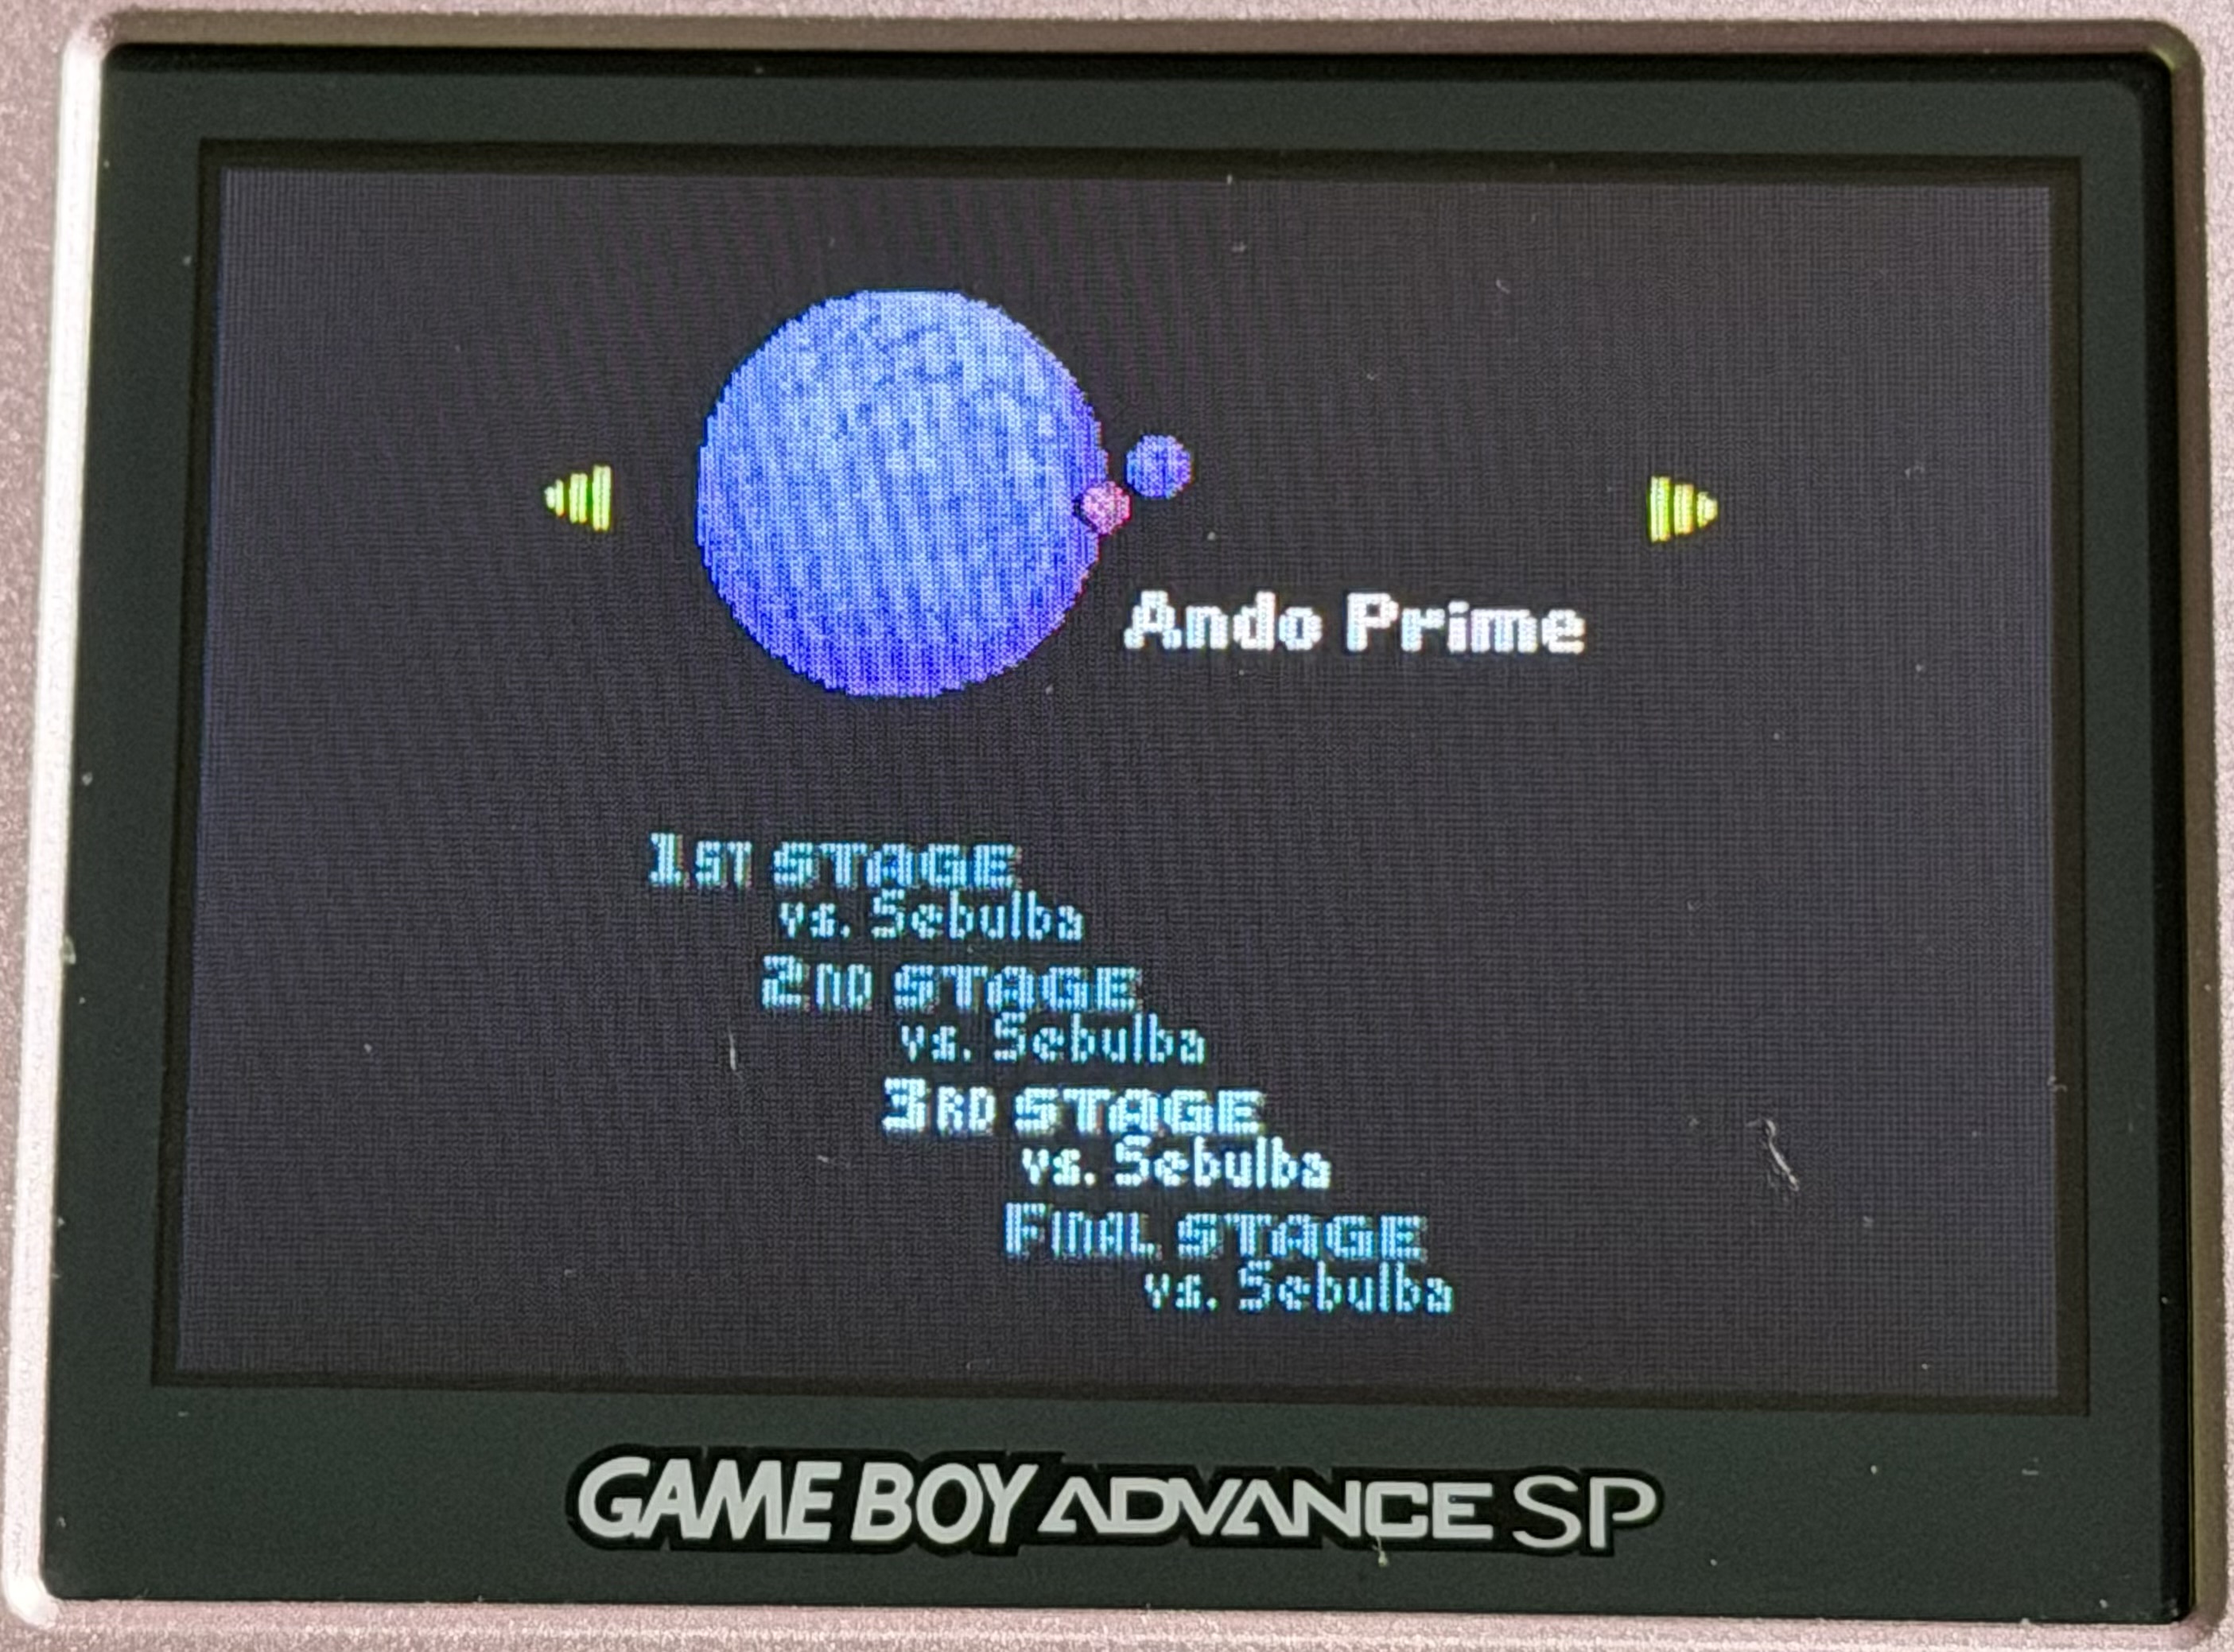 Ando Prime
1ST STAGE
vs. Sebulba
2ND STAGE
vs. Sebulba
3RD STAGE
vs. Sebulba
FINAL STAGE
vs. Sebulba
GAME BOY ADVANCE SP